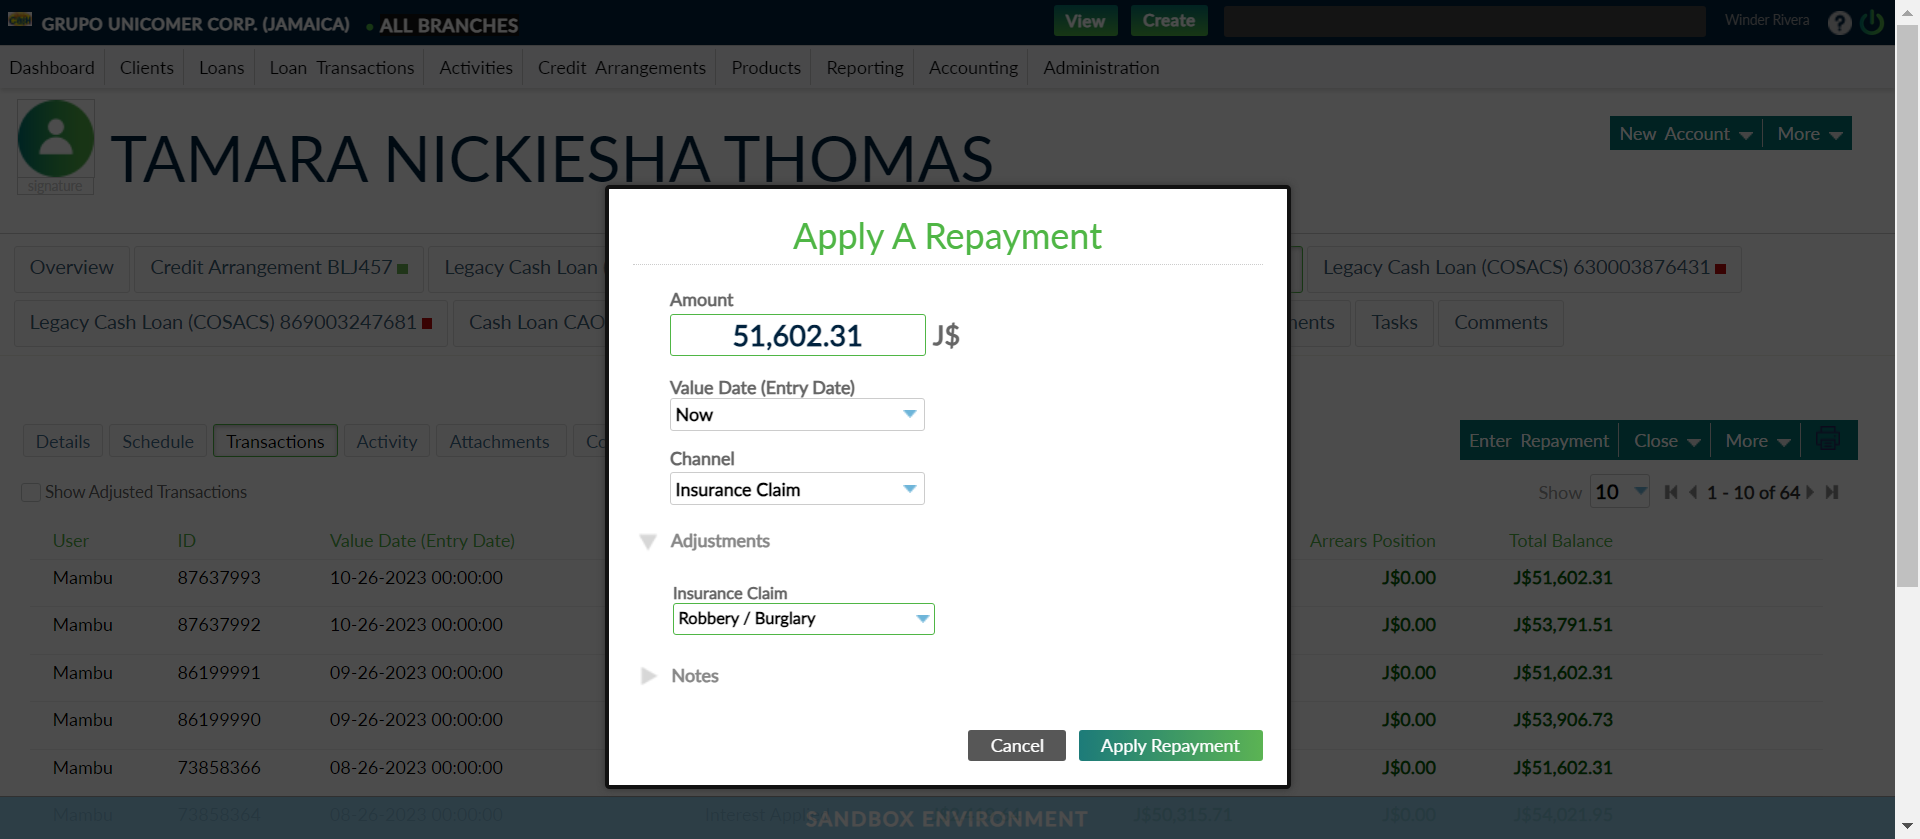 GRUPO UNICOMER CORP. (JAMAICA) • ALL BRANCHES
View Create
Winder Rivera ?
Dashboard Clients Loans Loan Transactions Activities Credit Arrangements Products Reporting Accounting Administration
signature
TAMARA NICKIESHA THOMAS
New Account More
Apply A Repayment
Overview Credit Arrangement BLJ457 Legacy Cash Loan Legacy Cash Loan (COSACS) 630003876431
Legacy Cash Loan (COSACS) 869003247681 Cash Loan CAO nents Tasks Comments
Amount
51,602.31 J$
Value Date (Entry Date)
Now
Channel
Insurance Claim
Adjustments
Insurance Claim
Robbery / Burglary
Notes
Cancel Apply Repayment
Details Schedule Transactions Activity Attachments Co
Enter Repayment Close More
Show Adjusted Transactions
Show 10 1 - 10 of 64
User ID Value Date (Entry Date) Arrears Position Total Balance
Mambu 87637993 10-26-2023 00:00:00 J$0.00 J$51,602.31
Mambu 87637992 10-26-2023 00:00:00 J$0.00 J$53,791.51
Mambu 86199991 09-26-2023 00:00:00 J$0.00 J$51,602.31
Mambu 86199990 09-26-2023 00:00:00 J$0.00 J$53,906.73
Mambu 73858366 08-26-2023 00:00:00 J$0.00 J$51,602.31
Mambu 73858364 08-26-2023 00:00:00 Interest Appl J$50,315.71 J$0.00 J$54,021.95
SANDBOX ENVIRONMENT